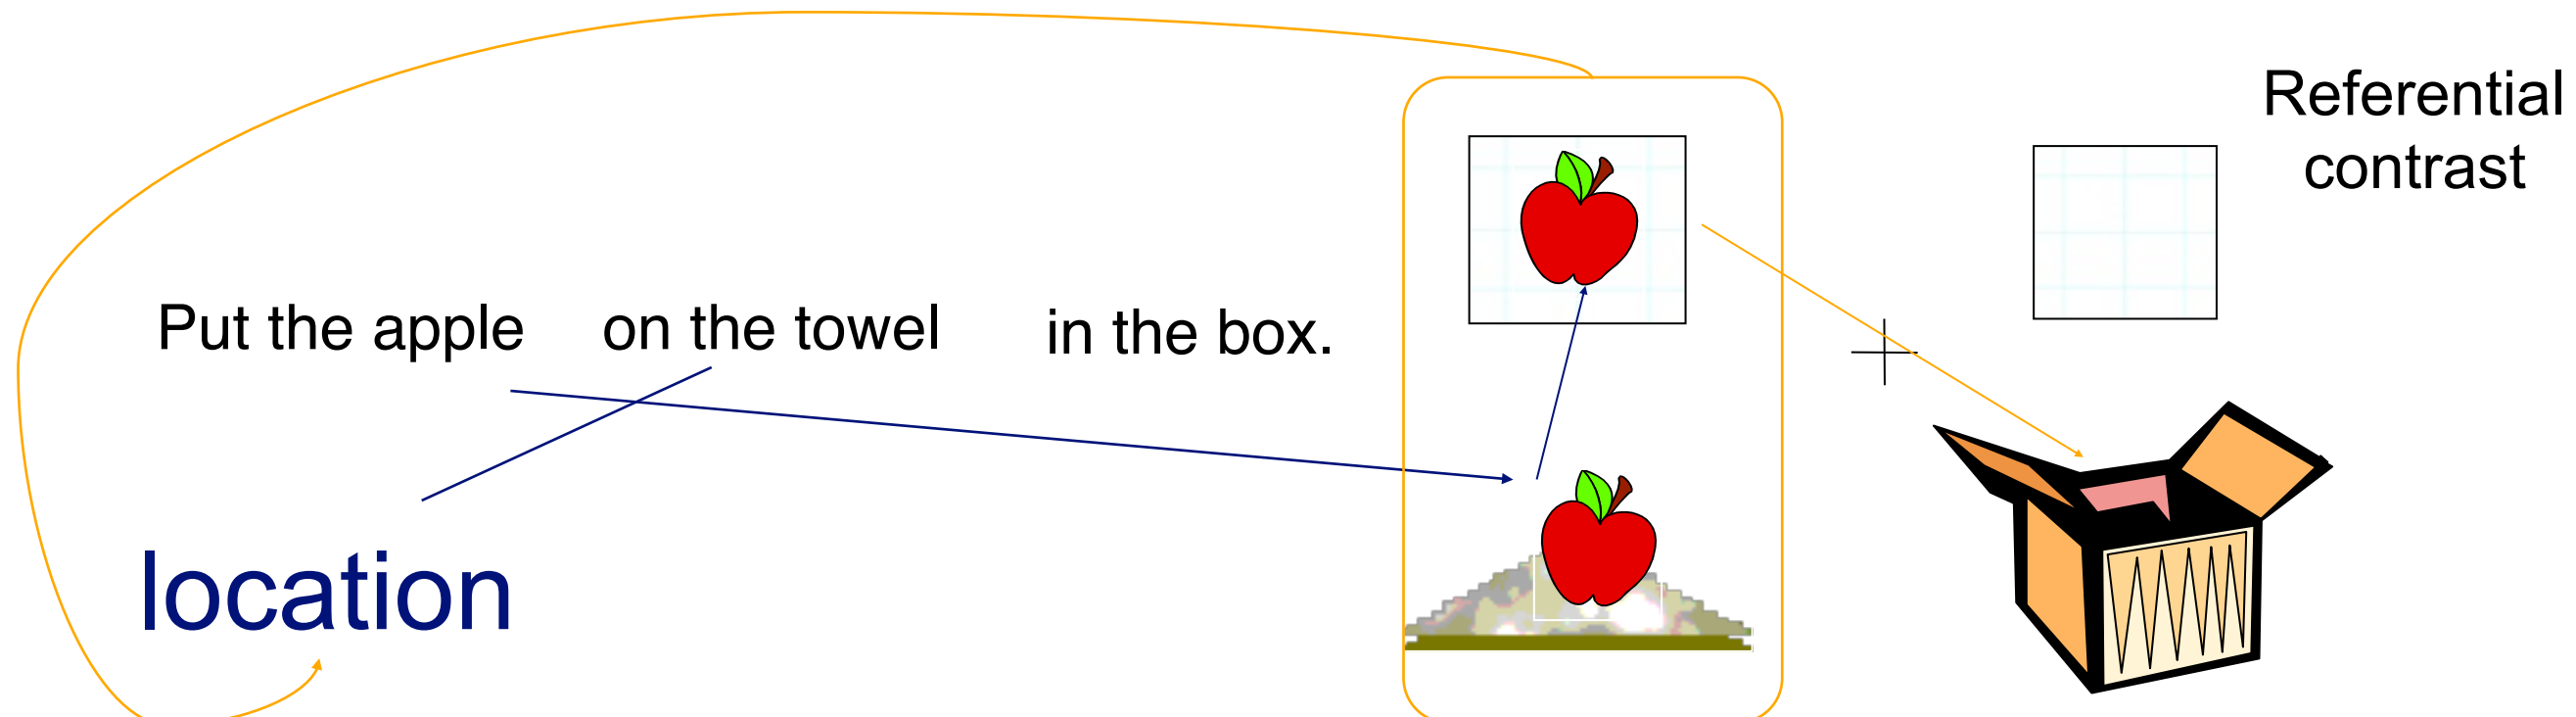 Referential
contrast
Put the apple on the towel in the box.
location